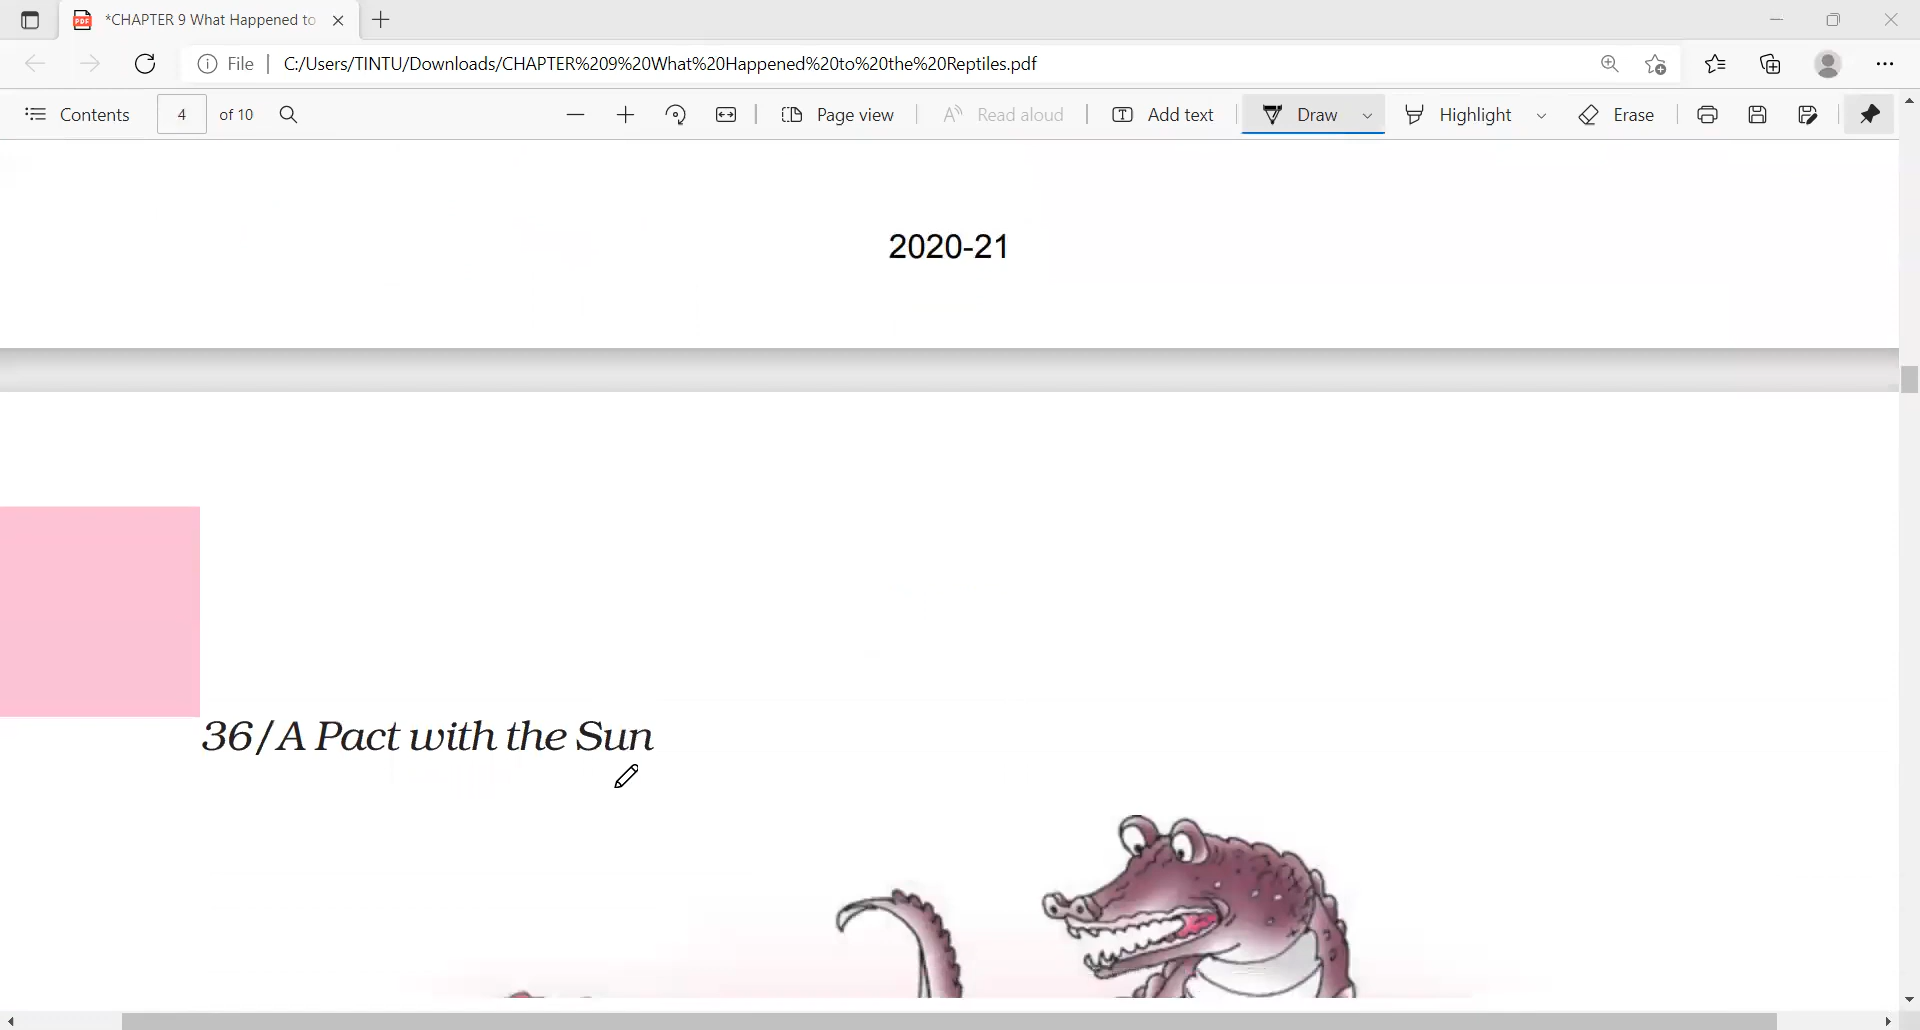 *CHAPTER 9 What Happened to
File
C:/Users/TINTU/Downloads/CHAPTER%209%20What%20Happened%20to%20the%20Reptiles.pdf
Contents 4 of 10 Page view Read aloud Add text Draw Highlight Erase
2020-21
36/A Pact with the Sun